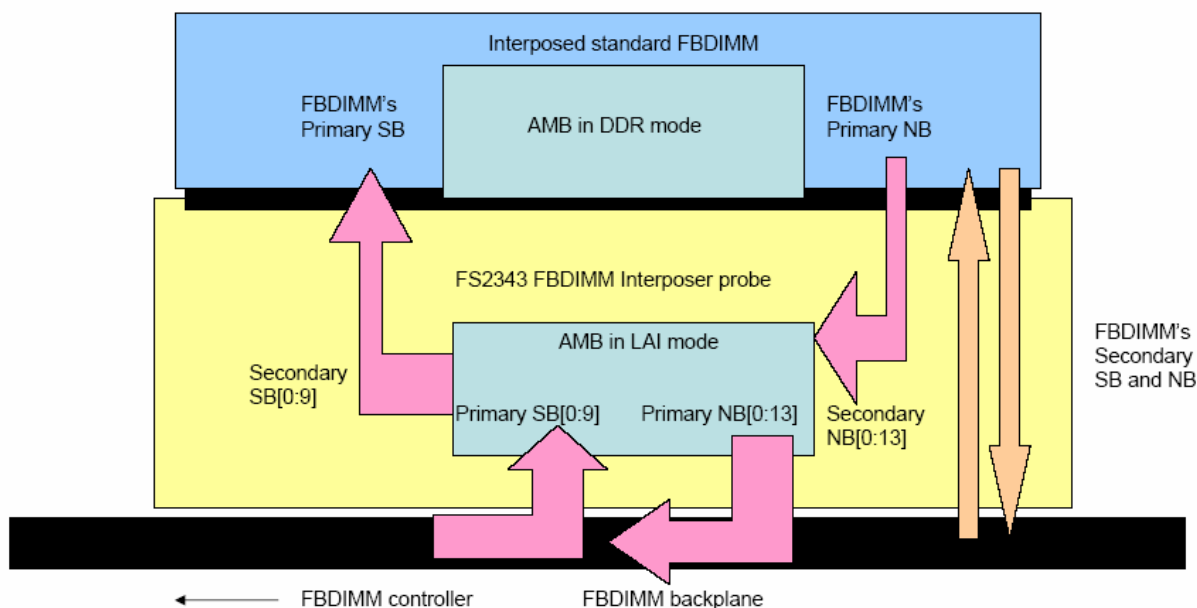 Interposed standard FBDIMM
FBDIMM's
Primary SB
AMB in DDR mode
FBDIMM's
Primary NB
FS2343 FBDIMM Interposer probe
AMB in LAI mode
FBDIMM's
Secondary
SB and NB
Secondary
SB[0:9]
Primary SB[0:9]
Primary NB[0:13]
Secondary
NB[0:13]
FBDIMM controller
FBDIMM backplane